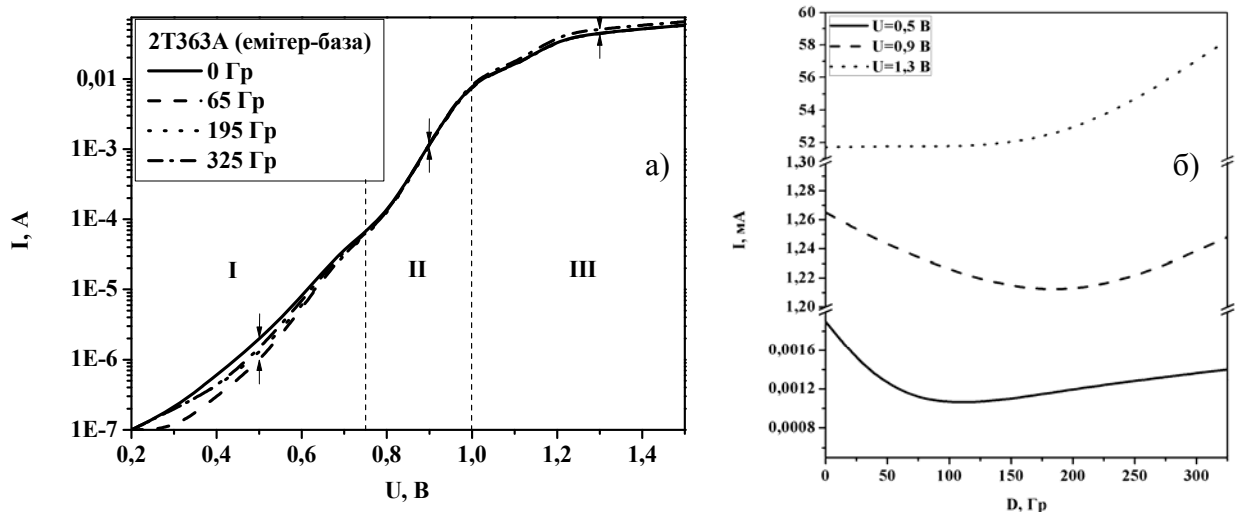 2Т363А (емітер-база)
0 Гр
65 Гр
195 Гр
325 Гр
а)
I
II
III
0,01
1E-3
1E-4
1E-5
1E-6
1E-7
I, А
0,2 0,4 0,6 0,8 1,0 1,2 1,4
U, В
U=0,5 В
U=0,9 В
U=1,3 В
б)
60
58
56
54
52
1,30
1,28
1,26
1,24
1,22
1,20
0,0016
0,0012
0,0008
I, мА
0 50 100 150 200 250 300
D, Гр